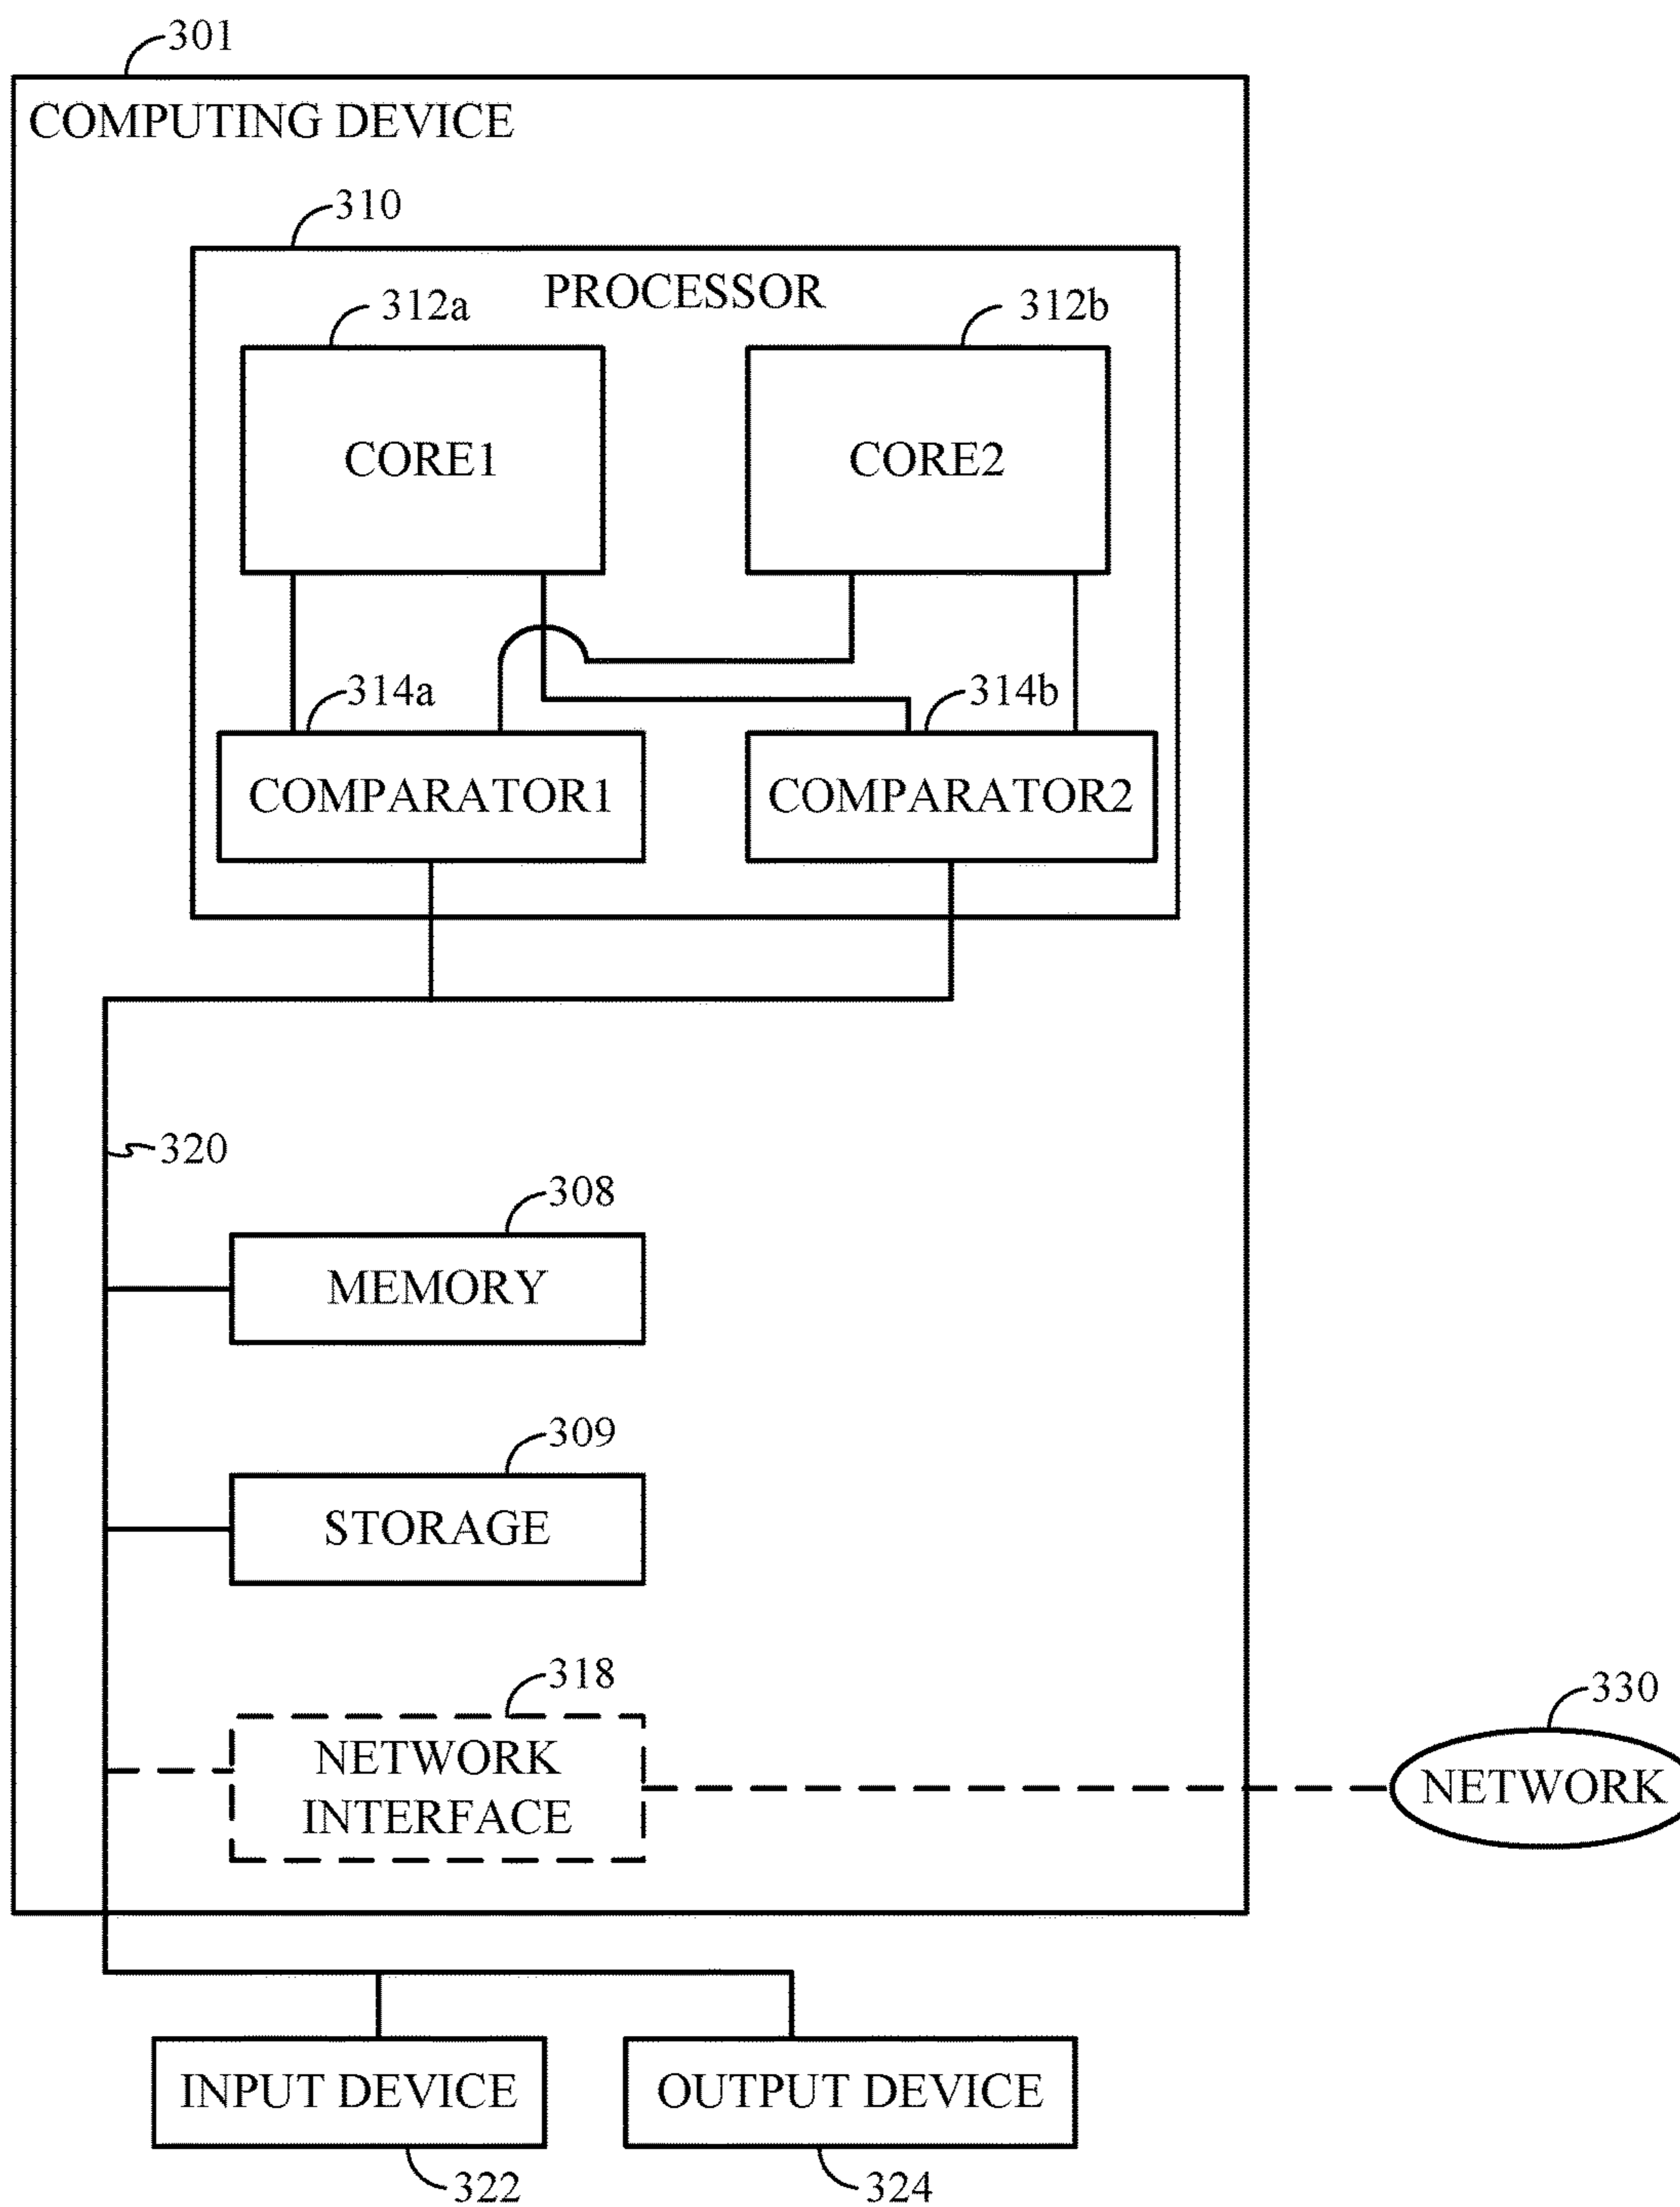 301
COMPUTING DEVICE
310
PROCESSOR
312a
312b
CORE1
CORE2
314a
314b
COMPARATOR1
COMPARATOR2
320
308
MEMORY
309
STORAGE
318
NETWORK
INTERFACE
330
NETWORK
INPUT DEVICE
OUTPUT DEVICE
322
324